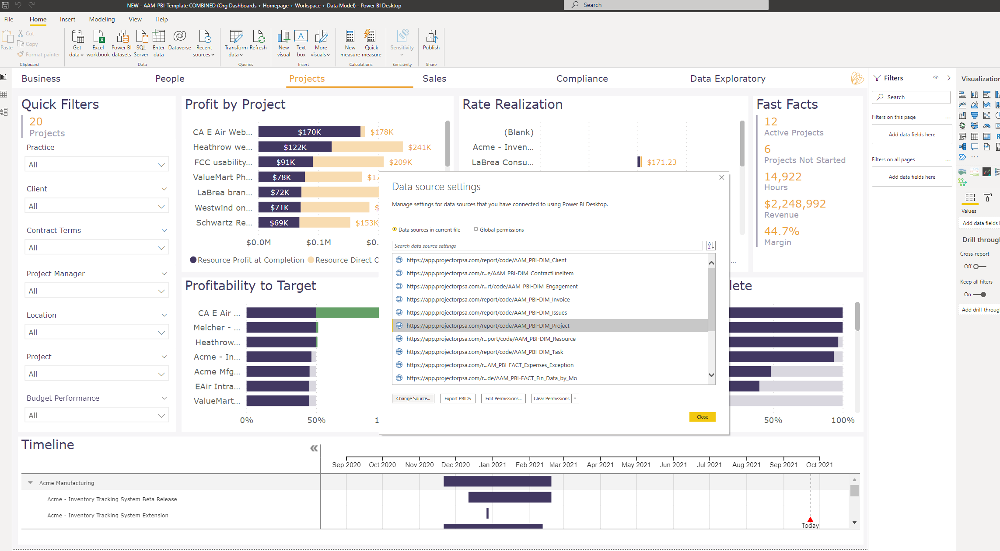 NEW - AAM_PBI-Template COMBINED (Org Dashboards + Homepage + Workspace + Data Model) - Power BI Desktop
Search
File
Home
Insert
Modeling
View
Help
Paste
Cut
Copy
Format painter
Clipboard
Get data
Excel workbook
Power BI datasets
SQL Server
Enter data
Dataverse
Recent sources
Data
Transform data
Refresh
Queries
New visual
Text box
More visuals
Insert
New measure
Quick measure
Calculations
Sensitivity
Sensitivity
Publish
Share
Business
People
Projects
Sales
Compliance
Data Exploratory
Quick Filters
20
Projects
Practice
All
Client
All
Contract Terms
All
Project Manager
All
Location
All
Project
All
Budget Performance
All
Profit by Project
CA E Air Web... $170K $178K
Heathrow we... $122K $241K
FCC usability... $91K $209K
ValueMart Ph... $78K $17
LaBrea bran... $72K
Westwind on... $71K $
Schwartz Re... $69K $153K
$0.0M $0.1M $0.
Resource Profit at Completion Resource Direct C
Rate Realization
(Blank)
Acme - Inven...
LaBrea Consu... $171.23
...
Fast Facts
12
Active Projects
6
Projects Not Started
14,922
Hours
$2,248,992
Revenue
44.7%
Margin
Profitability to Target
CA E Air ...
Melcher - ...
Heathrow...
Acme - In...
Acme Mfg...
EAir Intra...
ValueMart...
0% 50% 1
lete
50% 100%
Data source settings
Manage settings for data sources that you have connected to using Power BI Desktop.
Data sources in current file
Global permissions
Search data source settings
https://app.projectorpsa.com/report/code/AAM_PBI-DIM_Client
https://app.projectorpsa.com/r...e/AAM_PBI-DIM_ContractLineItem
https://app.projectorpsa.com/r...rt/code/AAM_PBI-DIM_Engagement
https://app.projectorpsa.com/report/code/AAM_PBI-DIM_Invoice
https://app.projectorpsa.com/report/code/AAM_PBI-DIM_Issues
https://app.projectorpsa.com/report/code/AAM_PBI-DIM_Project
https://app.projectorpsa.com/r...port/code/AAM_PBI-DIM_Resource
https://app.projectorpsa.com/report/code/AAM_PBI-DIM_Task
https://app.projectorpsa.com/r...AM_PBI-FACT_Expenses_Exception
https://app.projectorpsa.com/r...de/AAM_PBI-FACT_Fin_Data_by_Mo
Change Source...
Export PBIDS
Edit Permissions...
Clear Permissions
Close
Timeline
Sep 2020 Oct 2020 Nov 2020 Dec 2020 Jan 2021 Feb 2021 Mar 2021 Apr 2021 May 2021 Jun 2021 Jul 2021 Aug 2021 Sep 2021 Oct 2021
Acme Manufacturing
Acme - Inventory Tracking System Beta Release
Acme - Inventory Tracking System Extension
Today
Filters
Search
Filters on this page
...
Add data fields here
Filters on all pages
...
Add data fields here
Visualization
Values
Add data fields
Drill throug
Cross-report
Off
Keep all filters
On
Add drill-throug